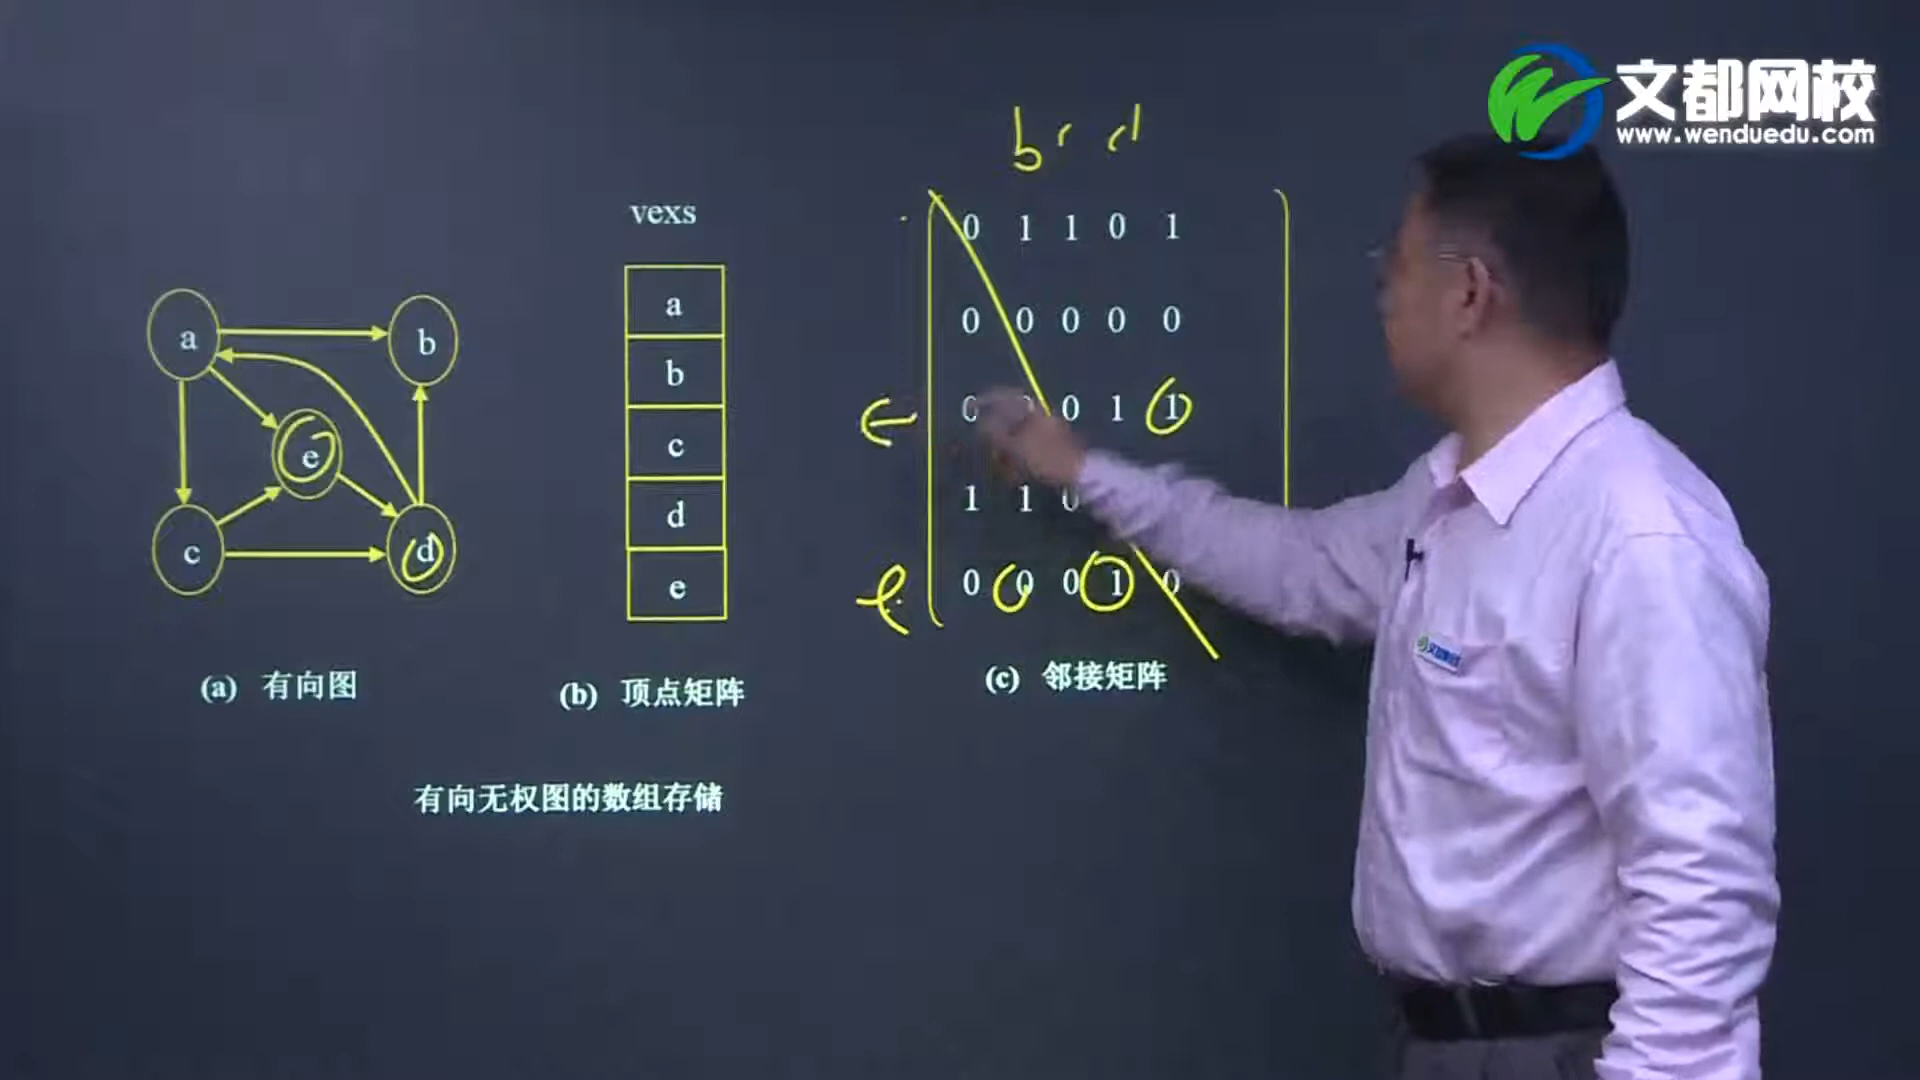 文都网校
www.wenduedu.com
b c d
vexs
a
b
c
d
e
a
b
c
d
e
0 1 1 0 1
0 0 0 0 0
0 0 1 1
1 1 0
e
0 0 0 1 0
(a) 有向图
(b) 顶点矩阵
(c) 邻接矩阵
有向无权图的数组存储